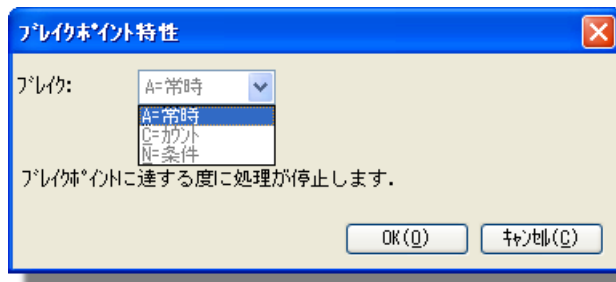 ﾌﾞﾚｲｸﾎﾟｲﾝﾄ特性
ﾌﾞﾚｲｸ: A=常時
A=常時
C=ｶｳﾝﾄ
N=条件
ﾌﾞﾚｲｸﾎﾟｲﾝﾄに達する度に処理が停止します.
OK(O) ｷｬﾝｾﾙ(C)